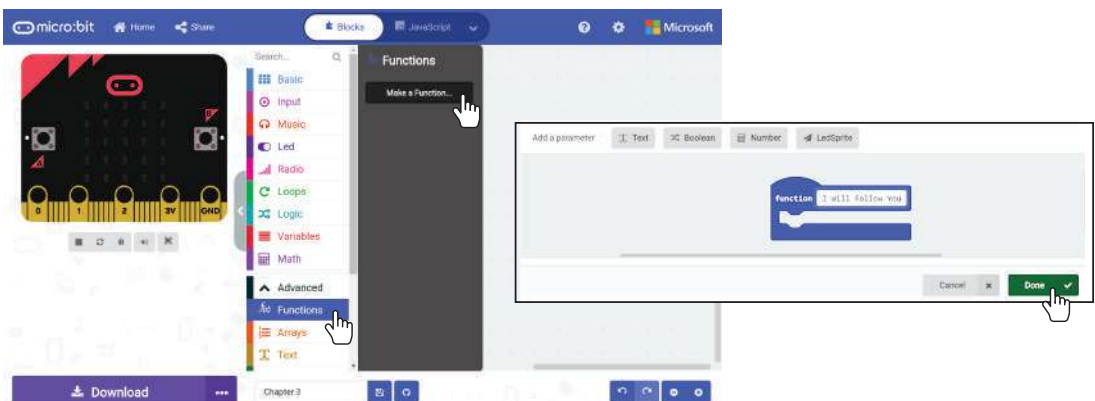 micro:bit Home Share Blocks JavaScript Microsoft
Search...
Basic
Input
Music
Led
Radio
Loops
Logic
Variables
Math
Advanced
Functions
Arrays
Text
Functions
Make a Function...
B
A
0 1 2 3V GND
Download
Chapter 3
Add a parameter Text Boolean Number LedSprite
function I will Follow You
Cancel Done